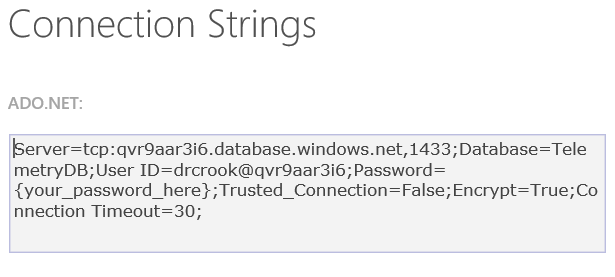 Connection Strings
ADO.NET:
Server=tcp:qvr9aar3i6.database.windows.net,1433;Database=Tele
metryDB;User ID=drcrook@qvr9aar3i6;Password=
{your_password_here};Trusted_Connection=False;Encrypt=True;Co
nnection Timeout=30;